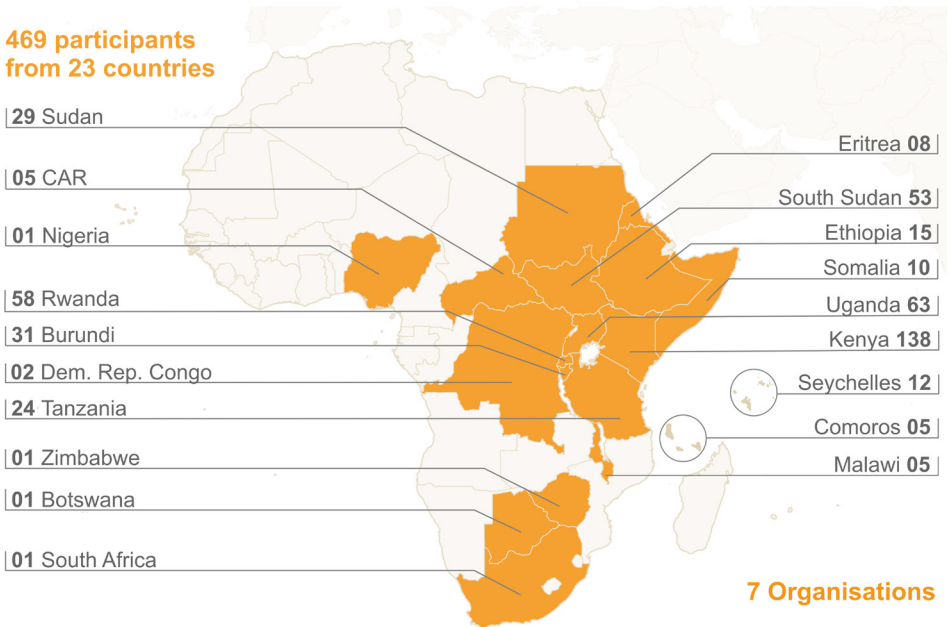 469 participants
from 23 countries
29 Sudan
05 CAR
01 Nigeria
58 Rwanda
31 Burundi
02 Dem. Rep. Congo
24 Tanzania
01 Zimbabwe
01 Botswana
01 South Africa
Eritrea 08
South Sudan 53
Ethiopia 15
Somalia 10
Uganda 63
Kenya 138
Seychelles 12
Comoros 05
Malawi 05
7 Organisations